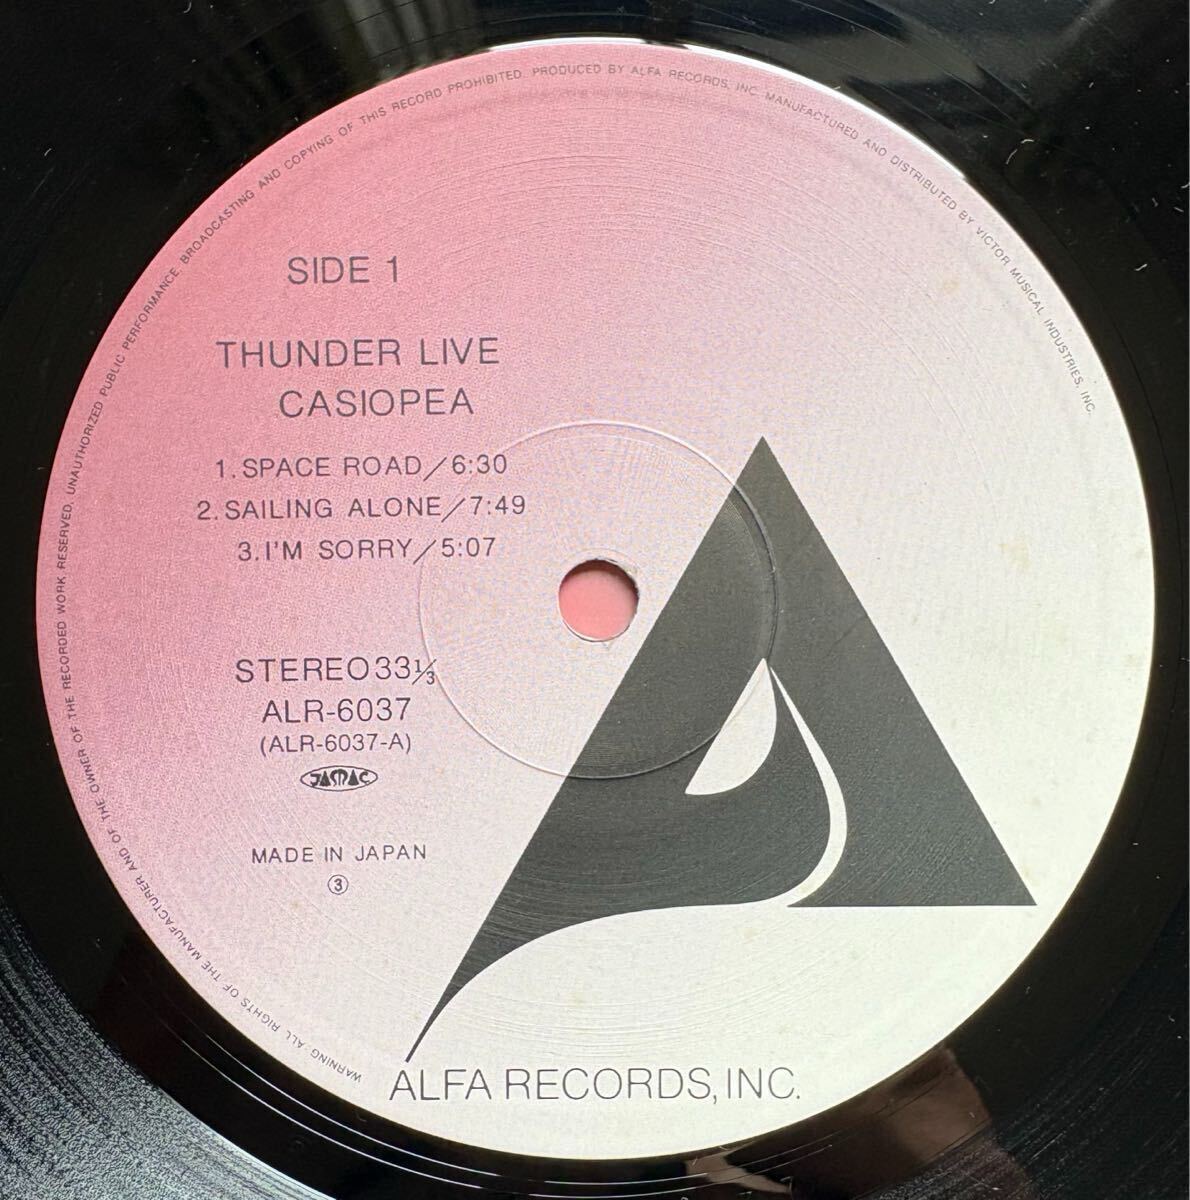 SIDE 1
THUNDER LIVE
CASIOPEA
1.SPACE ROAD/6:30
2.SAILING ALONE/7:49
3.I'M SORRY/5:07
STEREO 33⅓
ALR-6037
(ALR-6037-A)
JASRAC
MADE IN JAPAN
③
ALFA RECORDS, INC.
WARNING. ALL RIGHTS OF THE MANUFACTURER AND OF THE OWNER OF THE RECORDED WORK RESERVED, UNAUTHORIZED PUBLIC PERFORMANCE, BROADCASTING AND COPYING OF THIS RECORD PROHIBITED. PRODUCED BY ALFA RECORDS, INC. MANUFACTURED AND DISTRIBUTED BY VICTOR MUSICAL INDUSTRIES, INC.